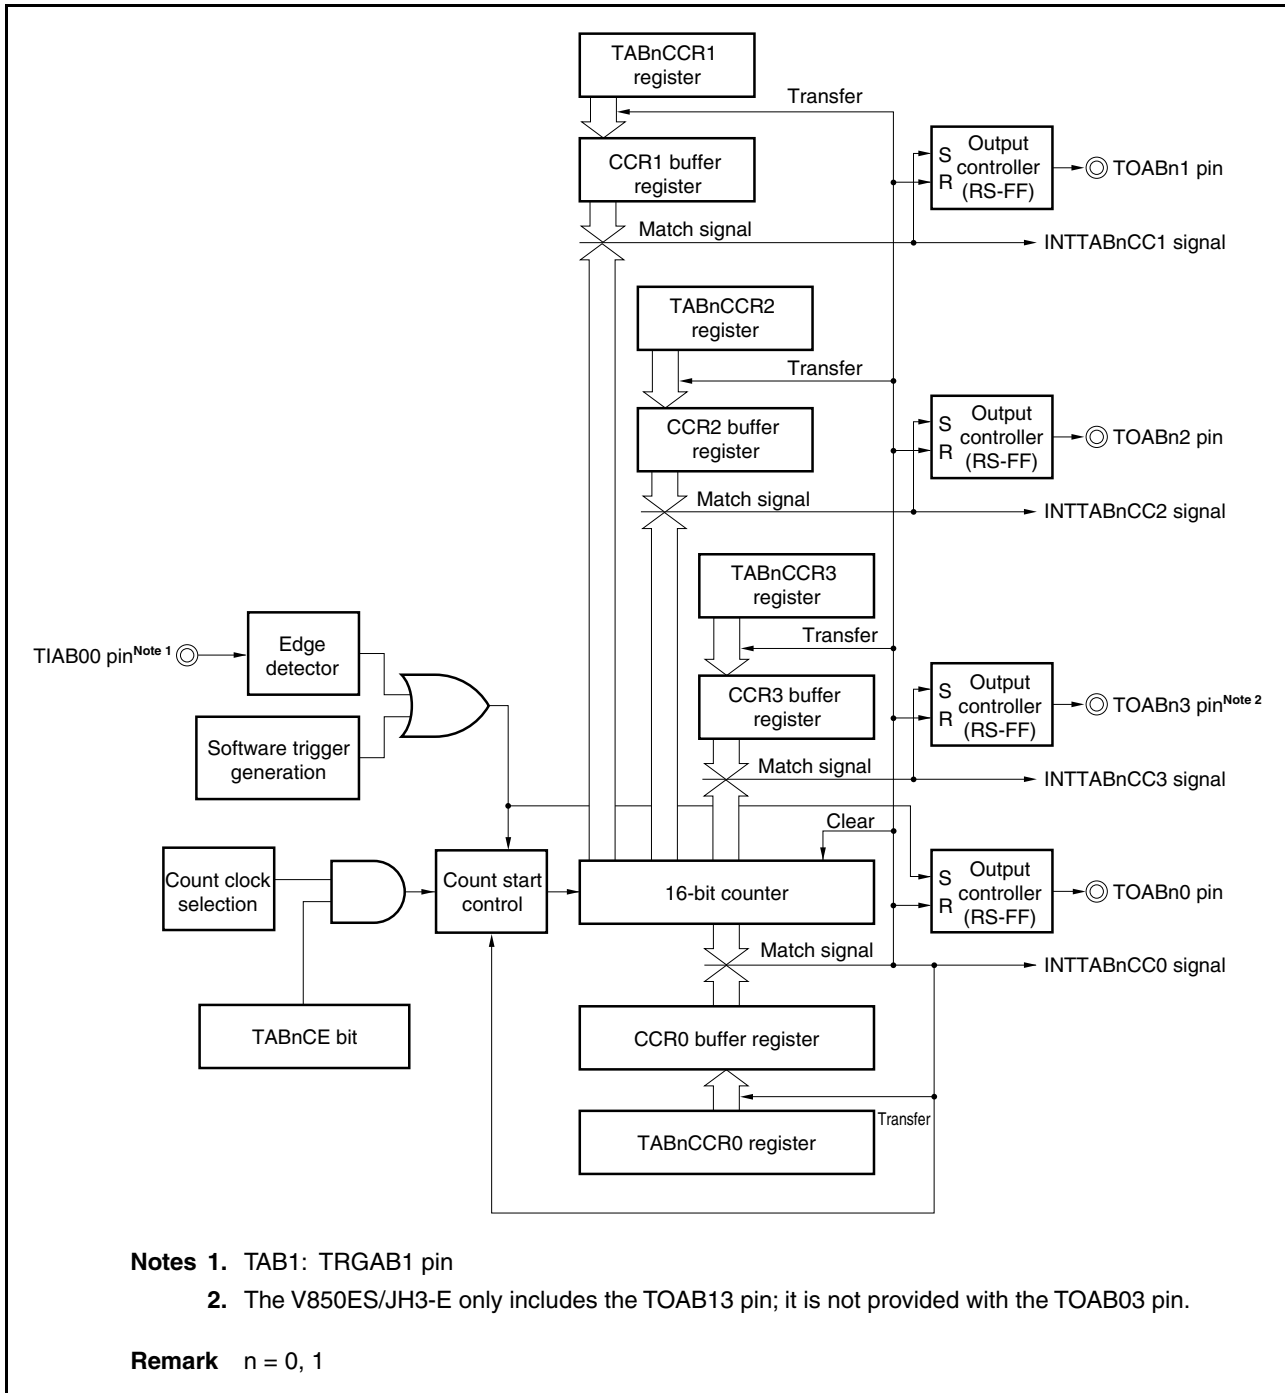 TABnCCR1
register
Transfer
CCR1 buffer
register
S
R
Output
controller
(RS-FF)
TOABn1 pin
Match signal
INTTABnCC1 signal
TABnCCR2
register
Transfer
CCR2 buffer
register
S
R
Output
controller
(RS-FF)
TOABn2 pin
Match signal
INTTABnCC2 signal
TABnCCR3
register
Transfer
TIAB00 pin Note 1
Edge
detector
CCR3 buffer
register
S
R
Output
controller
(RS-FF)
TOABn3 pin Note 2
Software trigger
generation
Match signal
INTTABnCC3 signal
Clear
Count clock
selection
Count start
control
16-bit counter
S
R
Output
controller
(RS-FF)
TOABn0 pin
Match signal
INTTABnCC0 signal
TABnCE bit
CCR0 buffer register
Transfer
TABnCCR0 register
Notes 1. TAB1: TRGAB1 pin
2. The V850ES/JH3-E only includes the TOAB13 pin; it is not provided with the TOAB03 pin.
Remark n = 0, 1